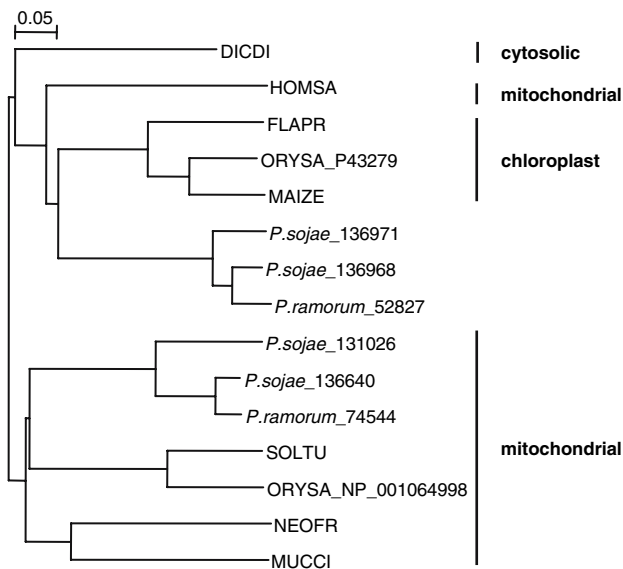 0.05
DICDI cytosolic
HOMSA mitochondrial
FLAPR
ORYSA_P43279 chloroplast
MAIZE
P.sojae_136971
P.sojae_136968
P.ramorum_52827
P.sojae_131026
P.sojae_136640
P.ramorum_74544
SOLTU mitochondrial
ORYSA_NP_001064998
NEOFR
MUCCI